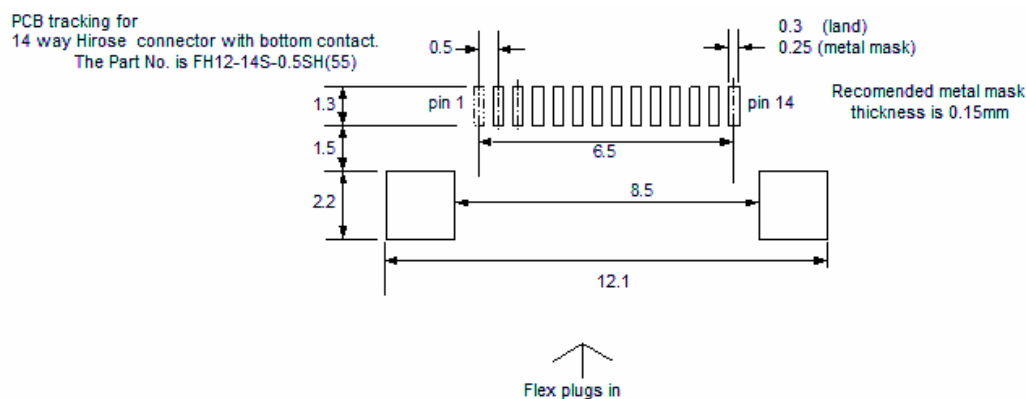 PCB tracking for
14 way Hirose connector with bottom contact.
The Part No. is FH12-14S-0.5SH(55)
0.5
0.3 (land)
0.25 (metal mask)
1.3
pin 1
pin 14
Recomended metal mask
thickness is 0.15mm
1.5
6.5
2.2
8.5
12.1
Flex plugs in